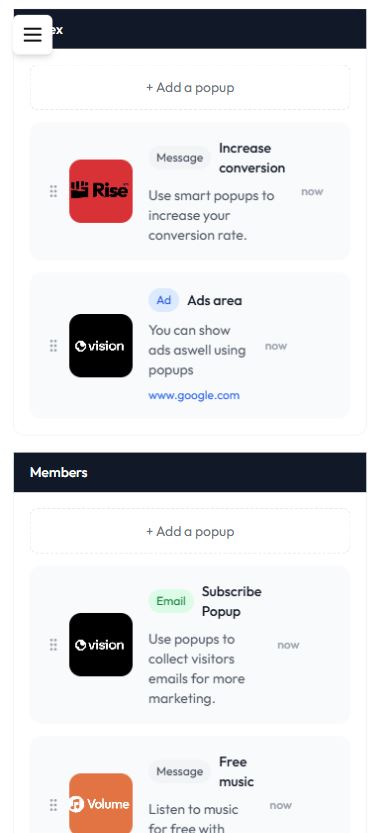 ex
+ Add a popup
Rise
Message
Increase
conversion
Use smart popups to
increase your
conversion rate.
now
vision
Ad
Ads area
You can show
ads aswell using
popups
www.google.com
now
Members
+ Add a popup
vision
Email
Subscribe
Popup
Use popups to
collect visitors
emails for more
marketing.
now
Volume
Message
Free
music
Listen to music
for free with
now